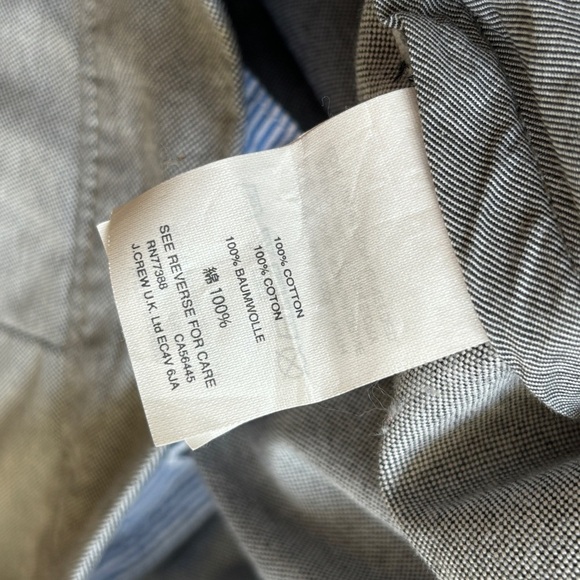 100% COTTON
100% COTON
100% BAUMWOLLE
綿 100%
SEE REVERSE FOR CARE
RN77388 CA56445
J.CREW U.K. Ltd EC4V 6JA